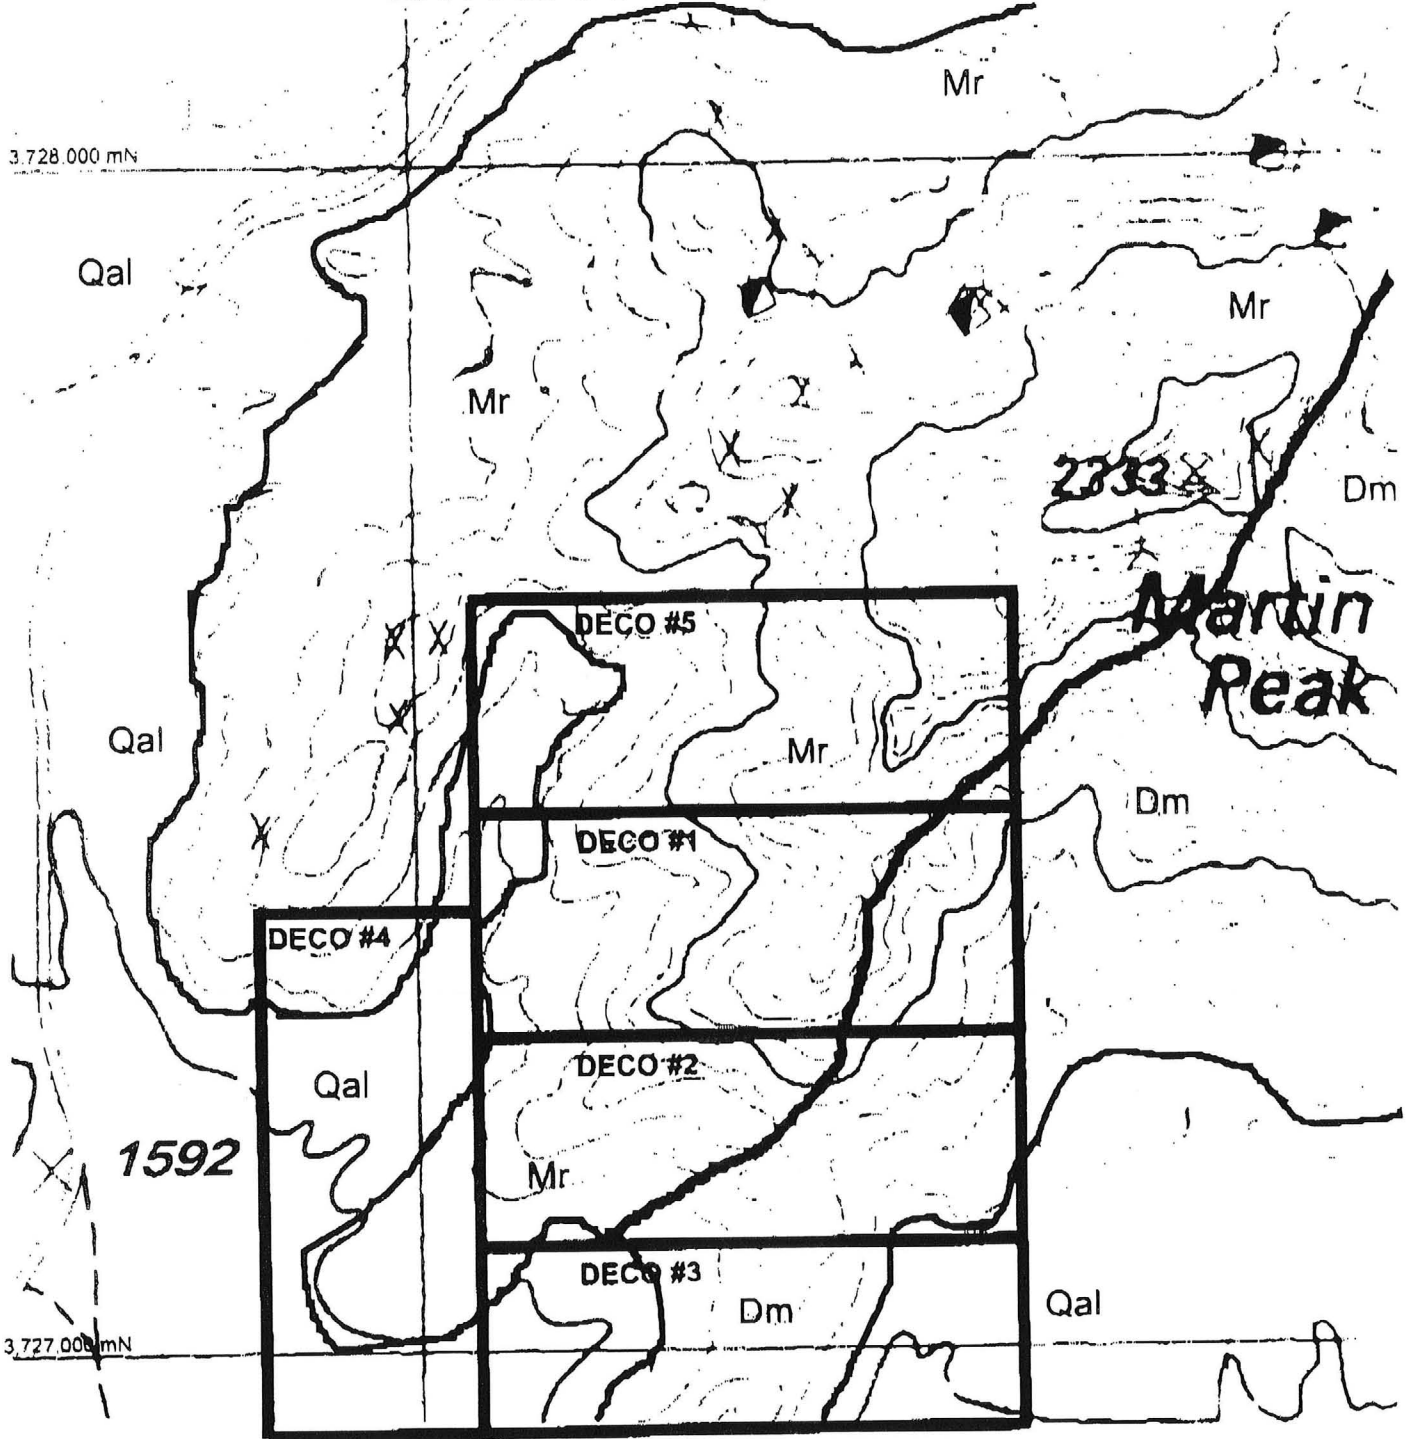 Mr
3.728.000 mN
Qal
Mr
Mr
2333
Dm
Martin
Peak
DECO #5
Qal
Mr
Dm
DECO #1
DECO #4
DECO #2
Qal
1592
Mr
DECO #3
Dm
Qal
3,727,000 mN